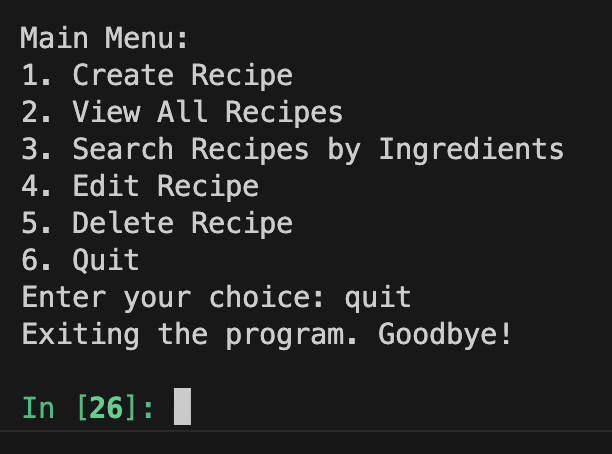 Main Menu:
1. Create Recipe
2. View All Recipes
3. Search Recipes by Ingredients
4. Edit Recipe
5. Delete Recipe
6. Quit
Enter your choice: quit
Exiting the program. Goodbye!
In [26]: